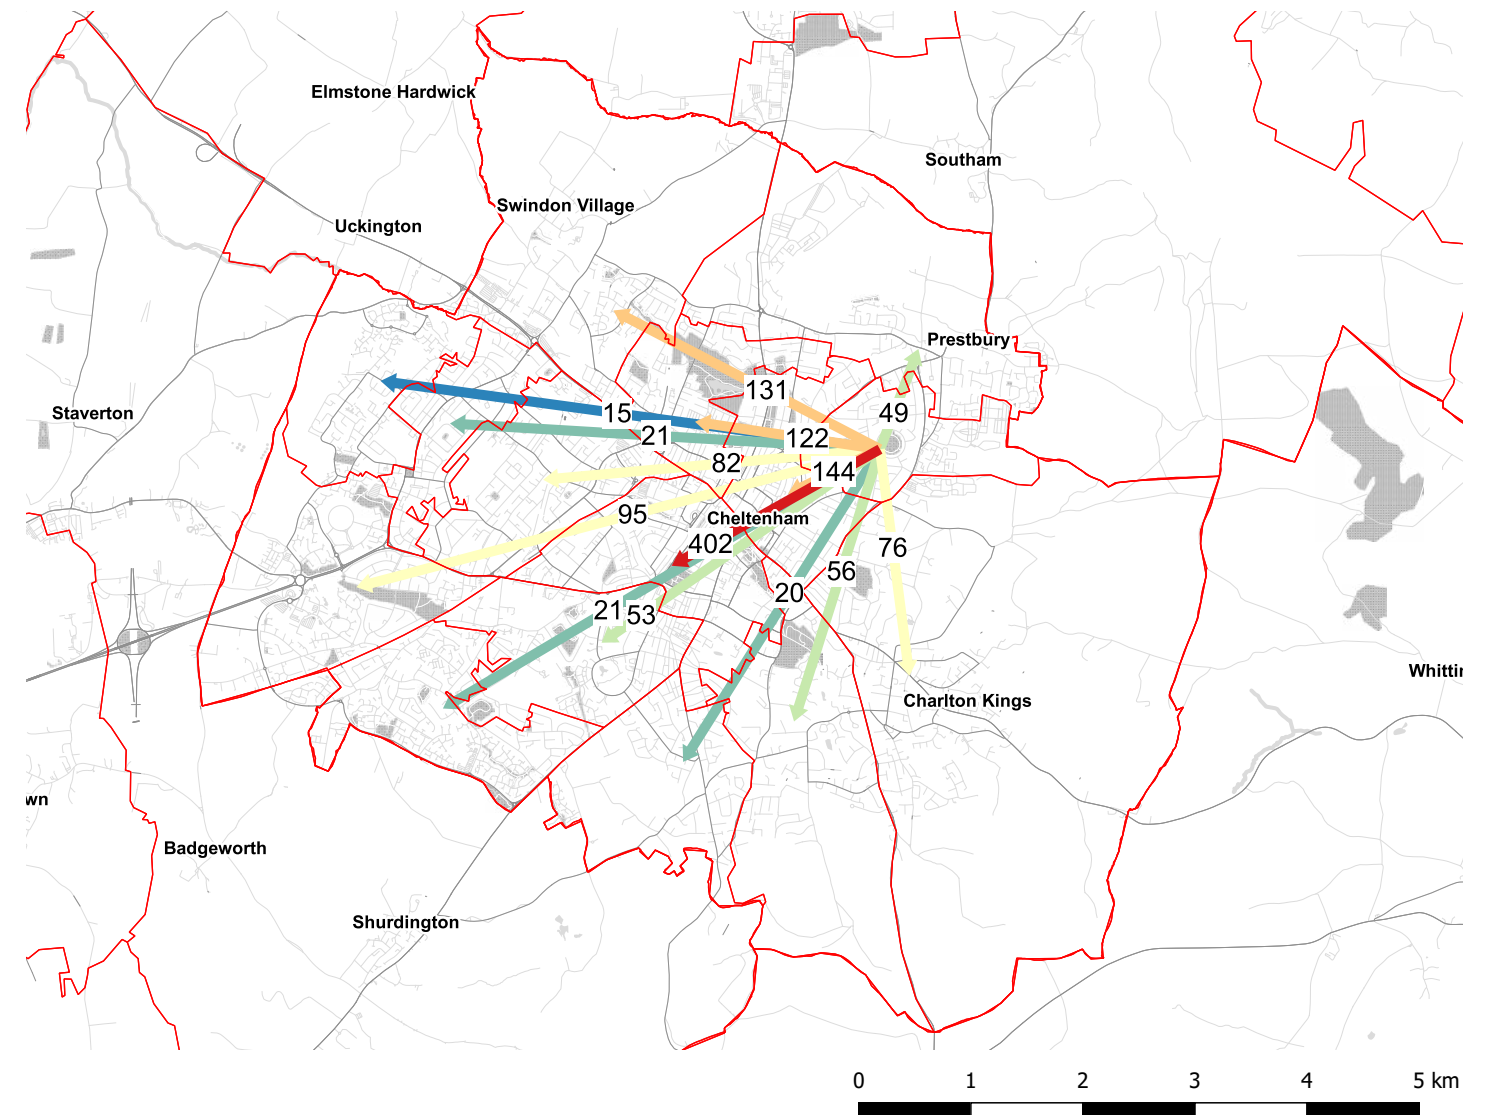 Elmstone Hardwick
Southam
Swindon Village
Uckington
Prestbury
131
49
Staverton
15
21
122
82
144
95
Cheltenham
402
76
56
20
21
53
Whittin
Charlton Kings
wn
Badgeworth
Shurdington
0 1 2 3 4 5 km